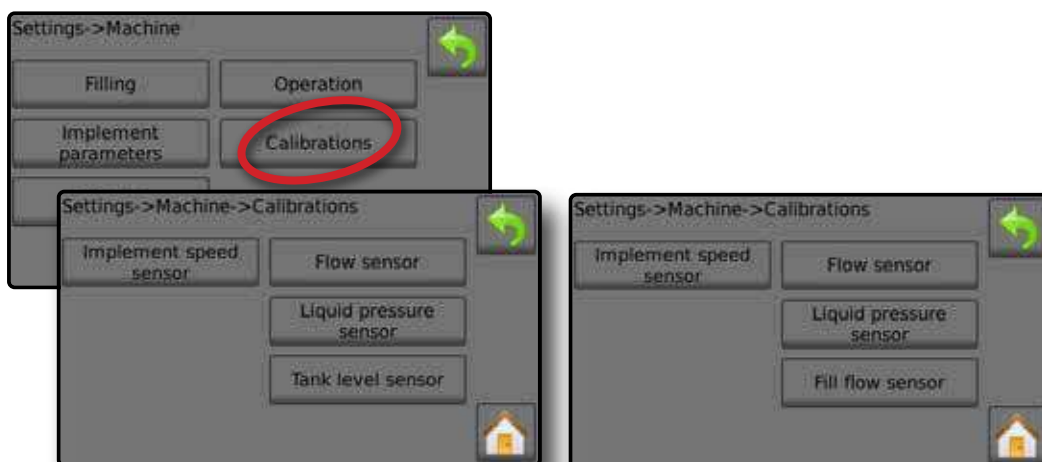 Settings->Machine
Filling
Operation
Implement
parameters
Calibrations
Settings->Machine->Calibrations
Implement speed
sensor
Flow sensor
Liquid pressure
sensor
Tank level sensor
Settings->Machine->Calibrations
Implement speed
sensor
Flow sensor
Liquid pressure
sensor
Fill flow sensor